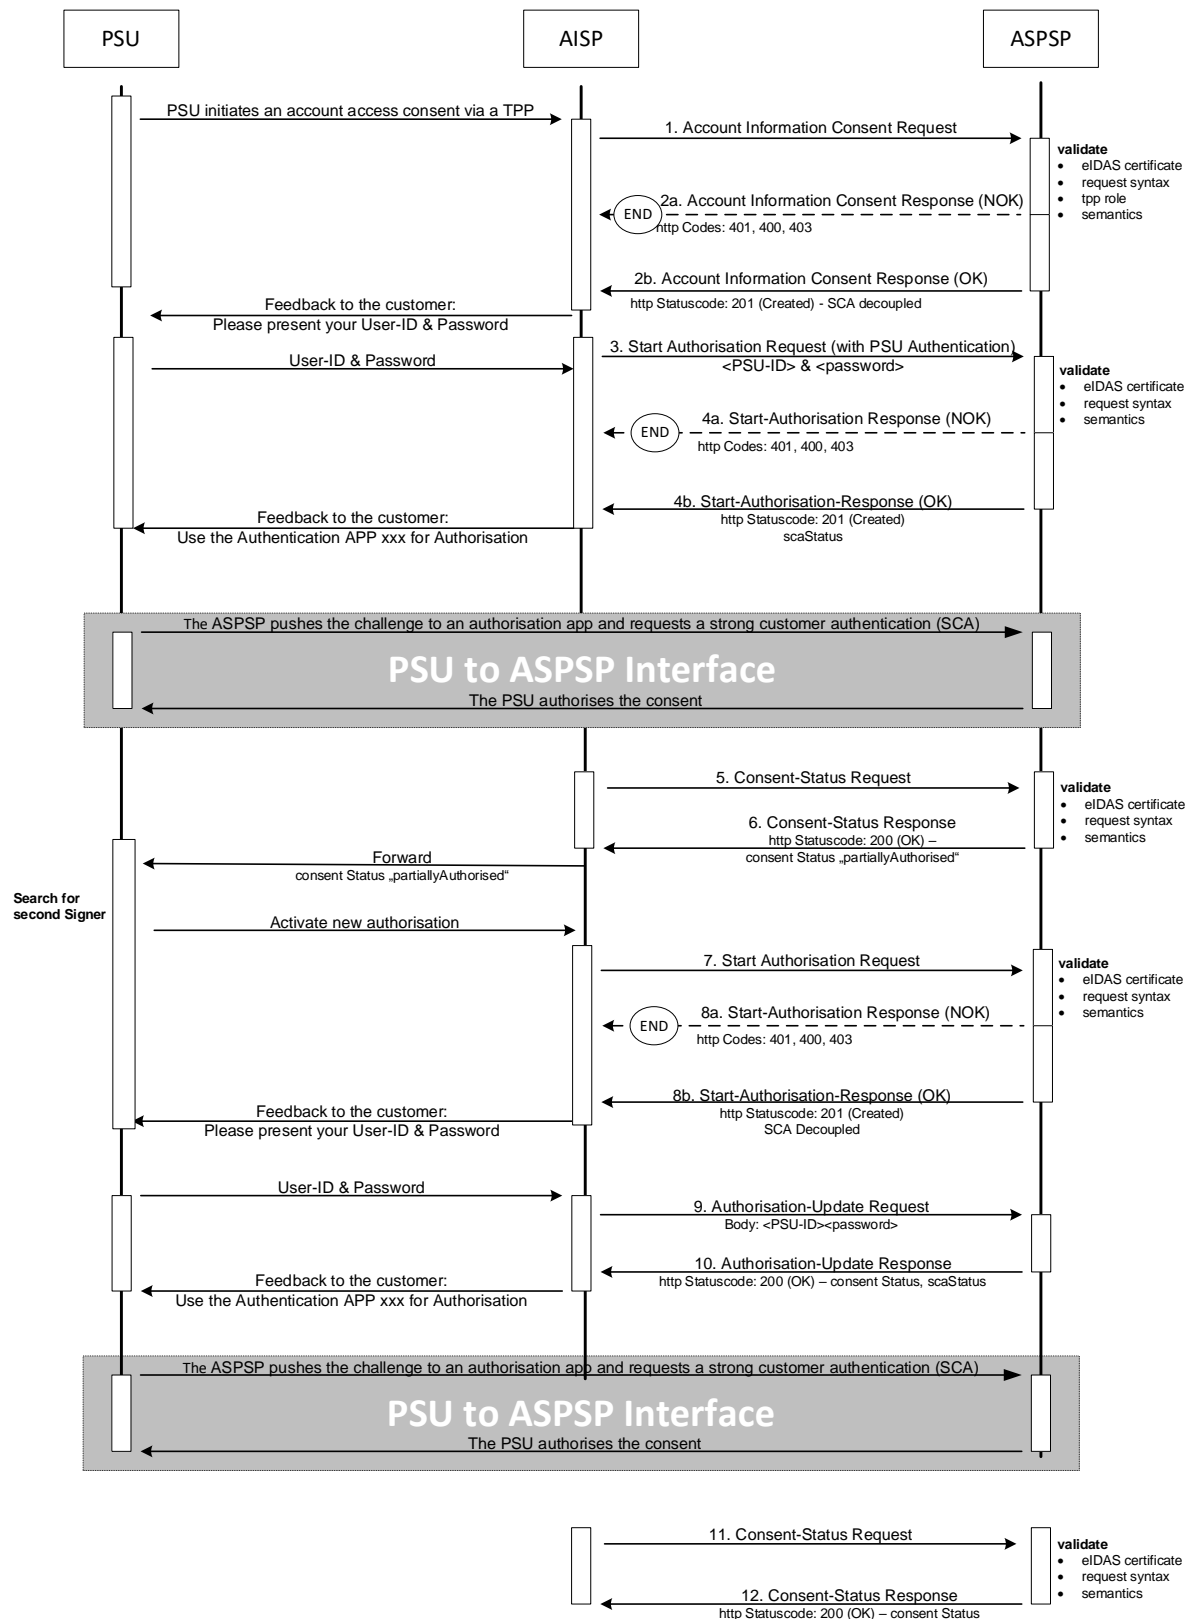 PSU
AISP
ASPSP
PSU initiates an account access consent via a TPP
1. Account Information Consent Request
validate
• eIDAS certificate
• request syntax
• tpp role
• semantics
2a. Account Information Consent Response (NOK)
END
http Codes: 401, 400, 403
2b. Account Information Consent Response (OK)
http Statuscode: 201 (Created) - SCA decoupled
Feedback to the customer:
Please present your User-ID & Password
User-ID & Password
3. Start Authorisation Request (with PSU Authentication)
<PSU-ID> & <password>
validate
• eIDAS certificate
• request syntax
• semantics
4a. Start-Authorisation Response (NOK)
END
http Codes: 401, 400, 403
4b. Start-Authorisation-Response (OK)
http Statuscode: 201 (Created)
scaStatus
Feedback to the customer:
Use the Authentication APP xxx for Authorisation
The ASPSP pushes the challenge to an authorisation app and requests a strong customer authentication (SCA)
PSU to ASPSP Interface
The PSU authorises the consent
5. Consent-Status Request
validate
• eIDAS certificate
• request syntax
• semantics
6. Consent-Status Response
http Statuscode: 200 (OK) –
consent Status „partiallyAuthorised“
Forward
consent Status „partiallyAuthorised“
Search for
second Signer
Activate new authorisation
7. Start Authorisation Request
validate
• eIDAS certificate
• request syntax
• semantics
8a. Start-Authorisation Response (NOK)
END
http Codes: 401, 400, 403
8b. Start-Authorisation-Response (OK)
http Statuscode: 201 (Created)
SCA Decoupled
Feedback to the customer:
Please present your User-ID & Password
User-ID & Password
9. Authorisation-Update Request
Body: <PSU-ID><password>
10. Authorisation-Update Response
http Statuscode: 200 (OK) – consent Status, scaStatus
Feedback to the customer:
Use the Authentication APP xxx for Authorisation
The ASPSP pushes the challenge to an authorisation app and requests a strong customer authentication (SCA)
PSU to ASPSP Interface
The PSU authorises the consent
11. Consent-Status Request
validate
• eIDAS certificate
• request syntax
• semantics
12. Consent-Status Response
http Statuscode: 200 (OK) – consent Status